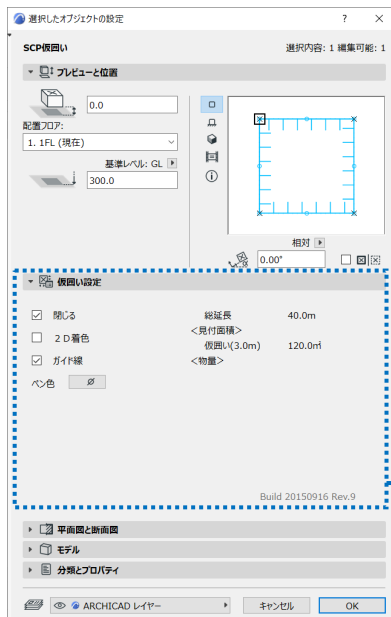 選択したオブジェクトの設定
? ×
SCP仮囲い 選択内容: 1 編集可能: 1
プレビューと位置
0.0
配置フロア:
1. 1FL (現在)
基準レベル: GL
300.0
相対
0.00°
仮囲い設定
閉じる 総延長 40.0m
２Ｄ着色 <見付面積>
仮囲い(3.0m) 120.0㎡
ガイド線 <物量>
ペン色
Build 20150916 Rev.9
平面図と断面図
モデル
分類とプロパティ
ARCHICAD レイヤー キャンセル OK